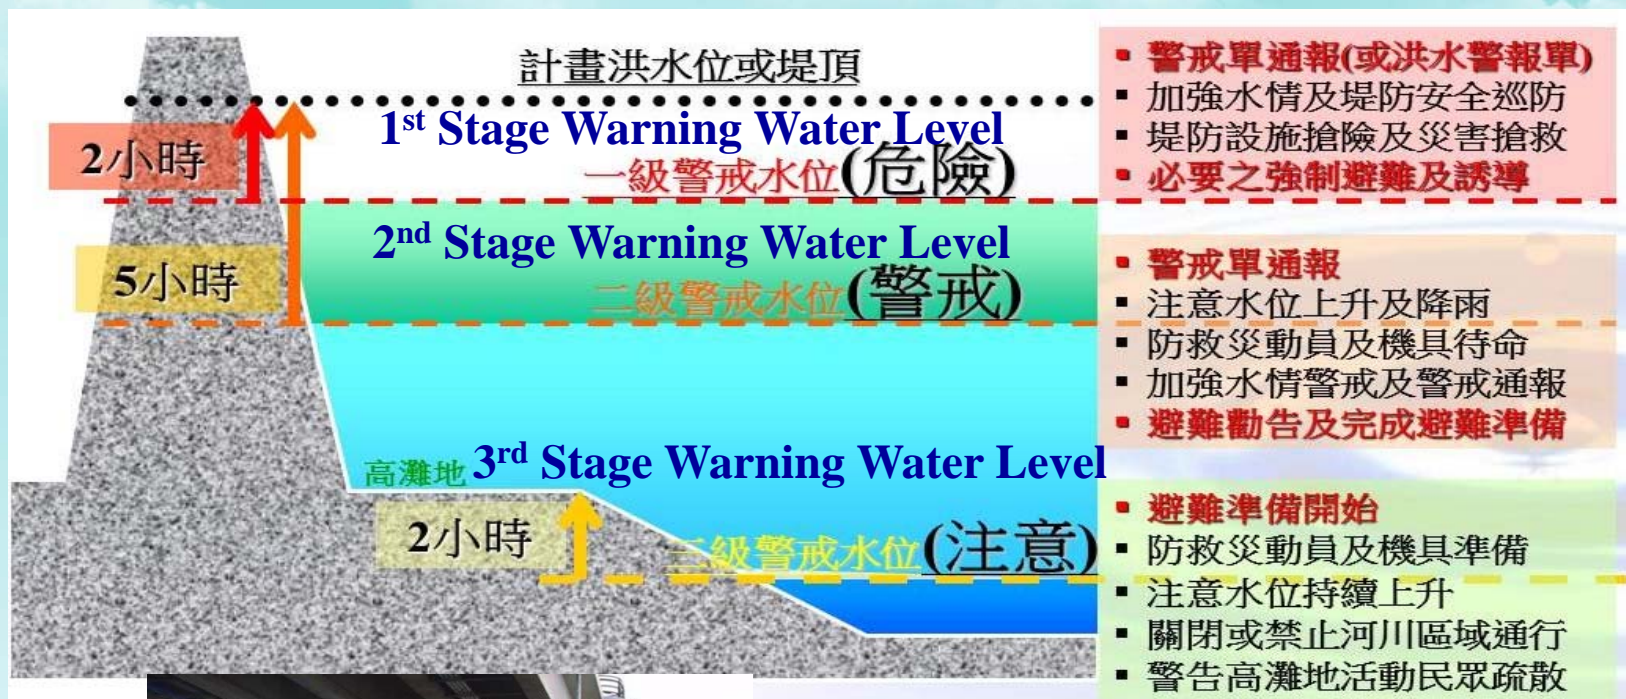 計畫洪水位或堤頂
1st Stage Warning Water Level
2小時
一級警戒水位(危險)
2nd Stage Warning Water Level
5小時
二級警戒水位(警戒)
高灘地
3rd Stage Warning Water Level
2小時
三級警戒水位(注意)
▪ 警戒單通報(或洪水警報單)
▪ 加強水情及堤防安全巡防
▪ 堤防設施搶險及災害搶救
▪ 必要之強制避難及誘導
▪ 警戒單通報
▪ 注意水位上升及降雨
▪ 防救災動員及機具待命
▪ 加強水情警戒及警戒通報
▪ 避難勸告及完成避難準備
▪ 避難準備開始
▪ 防救災動員及機具準備
▪ 注意水位持續上升
▪ 關閉或禁止河川區域通行
▪ 警告高灘地活動民眾疏散